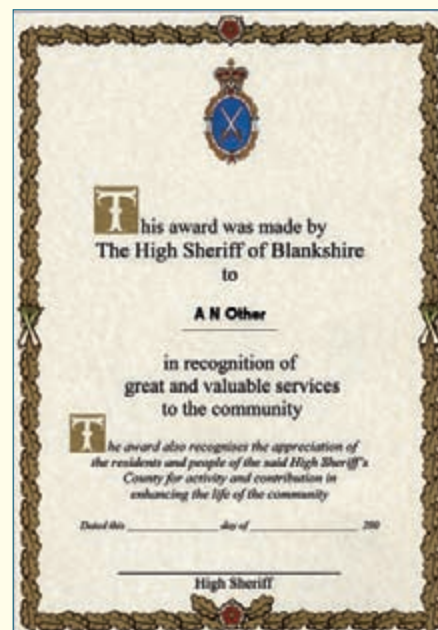 This award was made by
The High Sheriff of Blankshire
to
A N Other
in recognition of
great and valuable services
to the community
The award also recognises the appreciation of
the residents and people of the said High Sheriff's
County for activity and contribution in
enhancing the life of the community
Dated this ____________ day of ______________ 200
High Sheriff